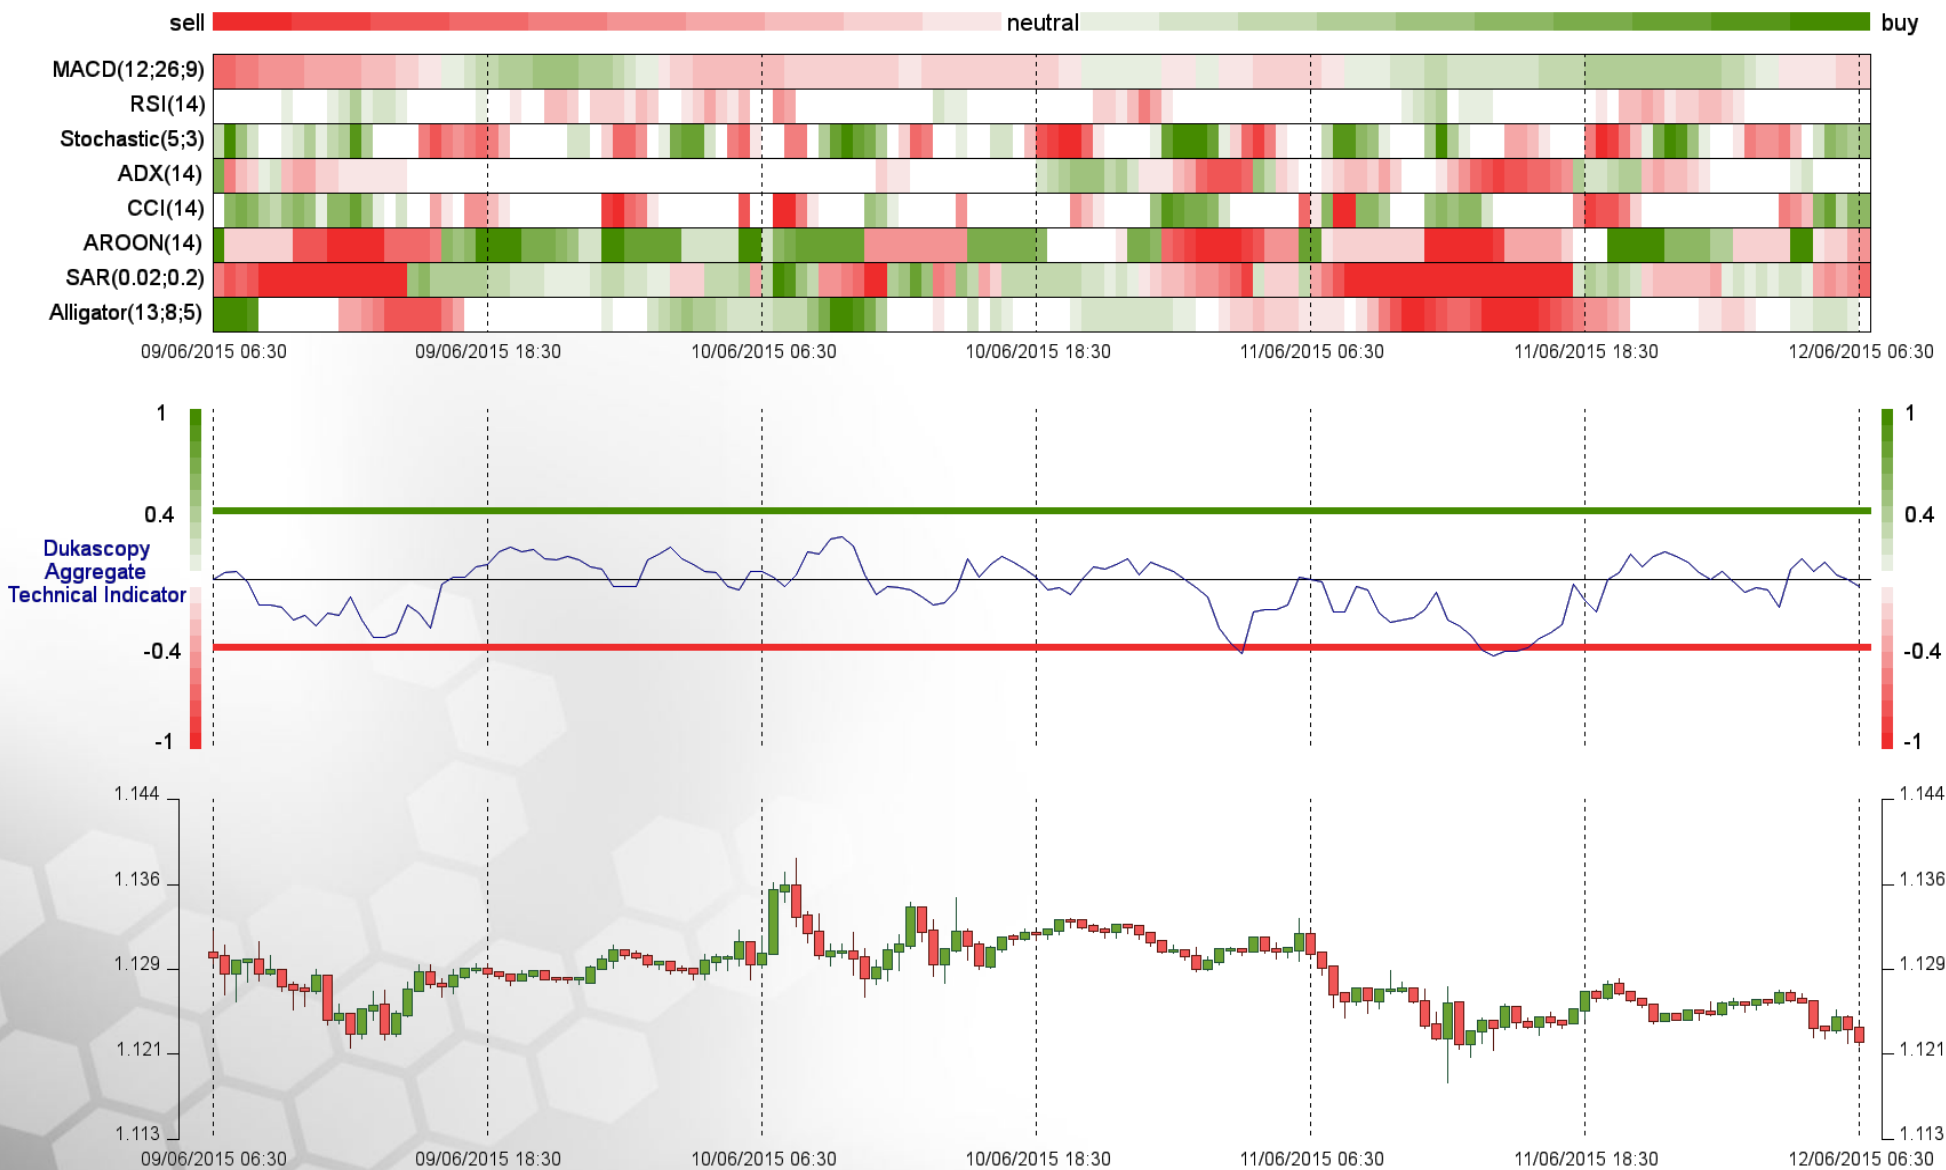 sell neutral buy
MACD(12;26;9)
RSI(14)
Stochastic(5;3)
ADX(14)
CCI(14)
AROON(14)
SAR(0.02;0.2)
Alligator(13;8;5)
09/06/2015 06:30 09/06/2015 18:30 10/06/2015 06:30 10/06/2015 18:30 11/06/2015 06:30 11/06/2015 18:30 12/06/2015 06:30
1 1
0.4 0.4
Dukascopy
Aggregate
Technical Indicator
-0.4 -0.4
-1 -1
1.144 1.144
1.136 1.136
1.129 1.129
1.121 1.121
1.113 1.113
09/06/2015 06:30 09/06/2015 18:30 10/06/2015 06:30 10/06/2015 18:30 11/06/2015 06:30 11/06/2015 18:30 12/06/2015 06:30